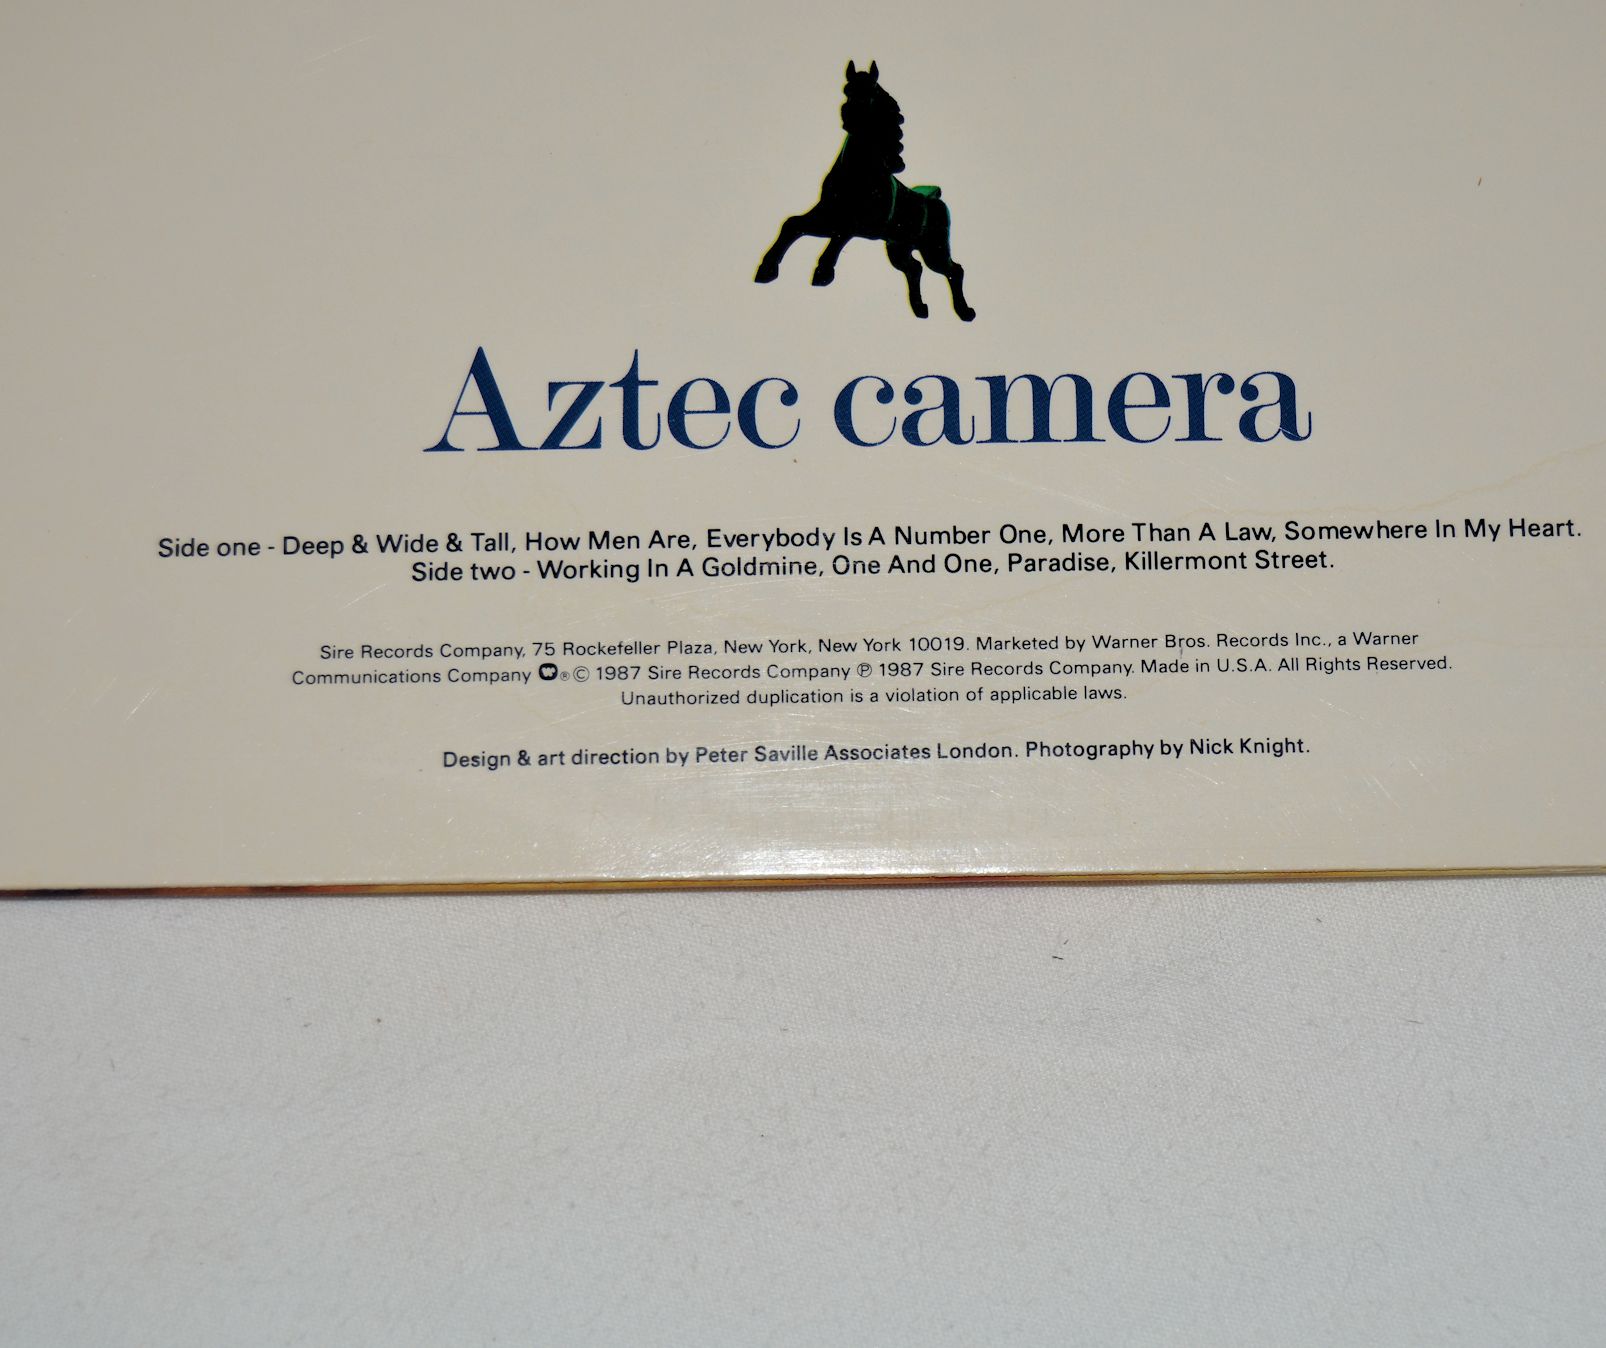 Aztec camera
Side one - Deep & Wide & Tall, How Men Are, Everybody Is A Number One, More Than A Law, Somewhere In My Heart.
Side two - Working In A Goldmine, One And One, Paradise, Killermont Street.
Sire Records Company, 75 Rockefeller Plaza, New York, New York 10019. Marketed by Warner Bros. Records Inc., a Warner
Communications Company ® © 1987 Sire Records Company ℗ 1987 Sire Records Company. Made in U.S.A. All Rights Reserved.
Unauthorized duplication is a violation of applicable laws.
Design & art direction by Peter Saville Associates London. Photography by Nick Knight.